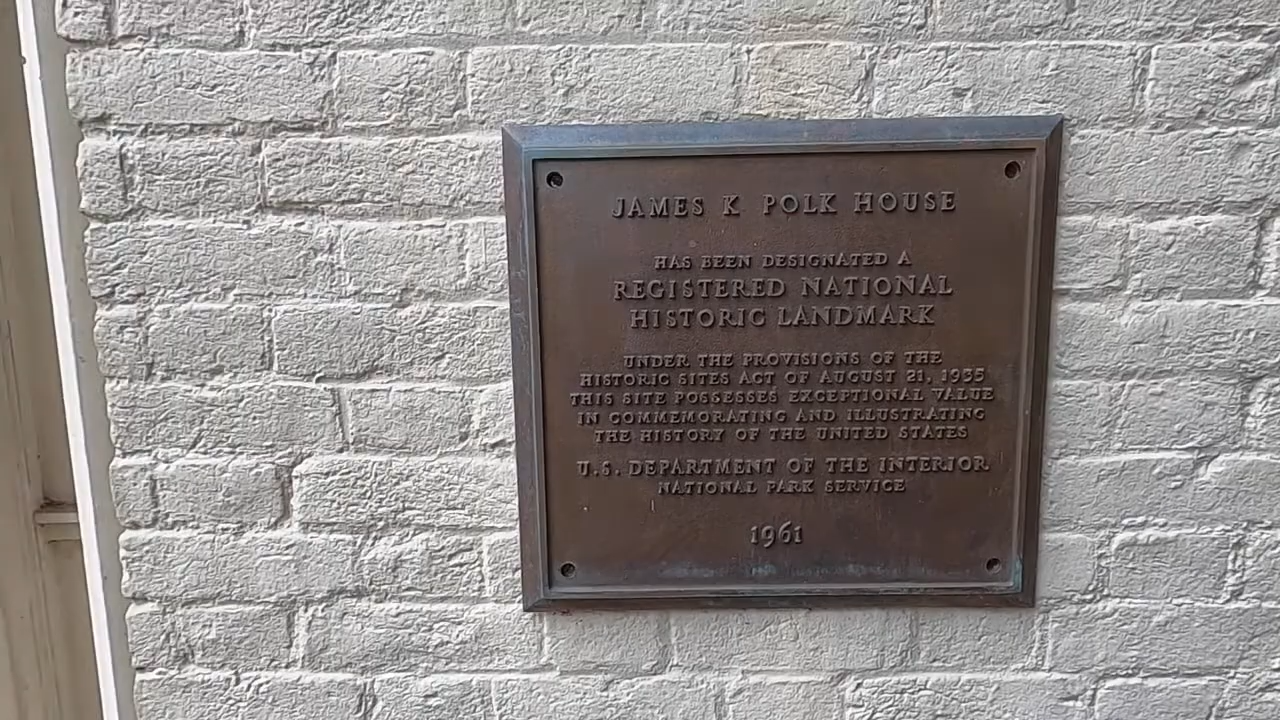 JAMES K POLK HOUSE
HAS BEEN DESIGNATED A
REGISTERED NATIONAL
HISTORIC LANDMARK
UNDER THE PROVISIONS OF THE
HISTORIC SITES ACT OF AUGUST 21, 1935
THIS SITE POSSESSES EXCEPTIONAL VALUE
IN COMMEMORATING AND ILLUSTRATING
THE HISTORY OF THE UNITED STATES
U.S. DEPARTMENT OF THE INTERIOR
NATIONAL PARK SERVICE
1961